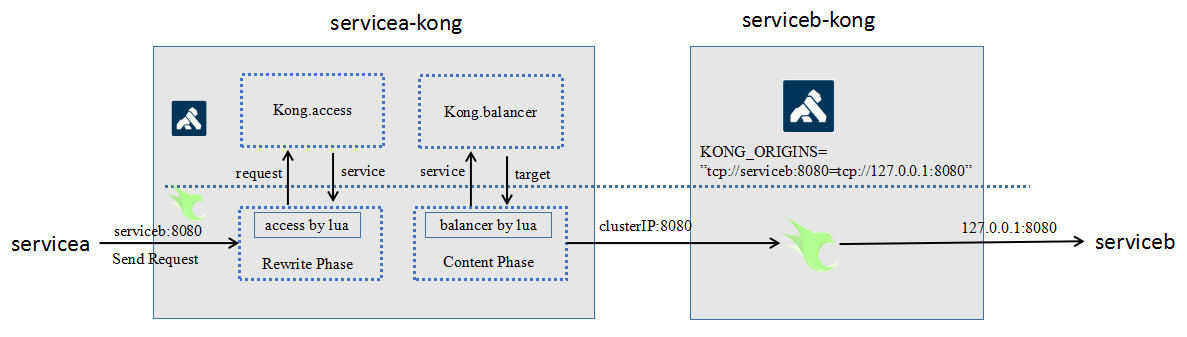 servicea-kong
serviceb-kong
Kong.access
Kong.balancer
KONG_ORIGINS=
”tcp://serviceb:8080=tcp://127.0.0.1:8080”
request
service
service
target
servicea
serviceb:8080
Send Request
access by lua
Rewrite Phase
balancer by lua
Content Phase
clusterIP:8080
127.0.0.1:8080
serviceb